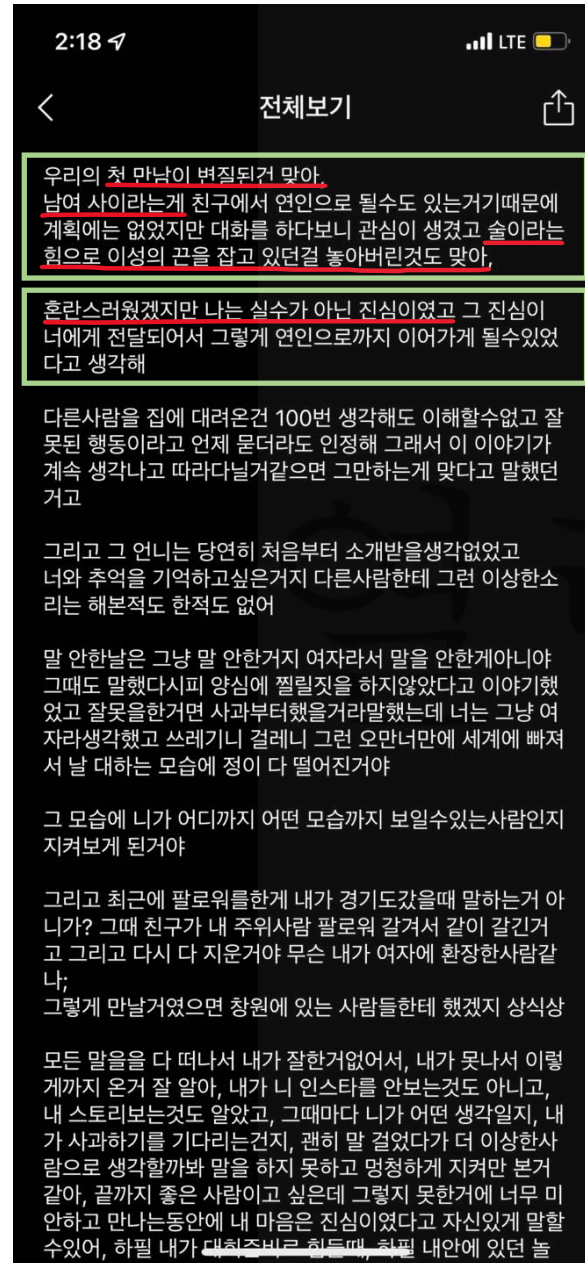 2:18
LTE
전체보기
우리의 첫 만남이 변질된건 맞아.
남여 사이라는게 친구에서 연인으로 될수도 있는거기때문에
계획에는 없었지만 대화를 하다보니 관심이 생겼고 술이라는
힘으로 이성의 끈을 잡고 있던걸 놓아버린것도 맞아,
혼란스러웠겠지만 나는 실수가 아닌 진심이였고 그 진심이
너에게 전달되어서 그렇게 연인으로까지 이어가게 될수있었
다고 생각해
다른사람을 집에 대려온건 100번 생각해도 이해할수없고 잘
못된 행동이라고 언제 묻더라도 인정해 그래서 이 이야기가
계속 생각나고 따라다닐거같으면 그만하는게 맞다고 말했던
거고
그리고 그 언니는 당연히 처음부터 소개받을생각없었고
너와 추억을 기억하고싶은거지 다른사람한테 그런 이상한소
리는 해본적도 한적도 없어
말 안한날은 그냥 말 안한거지 여자라서 말을 안한게아니야
그때도 말했다시피 양심에 찔릴짓을 하지않았다고 이야기했
었고 잘못을한거면 사과부터했을거라말했는데 너는 그냥 여
자라생각했고 쓰레기니 걸레니 그런 오만너만에 세계에 빠져
서 날 대하는 모습에 정이 다 떨어진거야
그 모습에 니가 어디까지 어떤 모습까지 보일수있는사람인지
지켜보게 된거야
그리고 최근에 팔로워를한게 내가 경기도갔을때 말하는거 아
니가? 그때 친구가 내 주위사람 팔로워 갈겨서 같이 갈긴거
고 그리고 다시 다 지운거야 무슨 내가 여자에 환장한사람같
나;
그렇게 만날거였으면 창원에 있는 사람들한테 했겠지 상식상
모든 말을을 다 떠나서 내가 잘한거없어서, 내가 못나서 이렇
게까지 온거 잘 알아, 내가 니 인스타를 안보는것도 아니고,
내 스토리보는것도 알았고, 그때마다 니가 어떤 생각일지, 내
가 사과하기를 기다리는건지, 괜히 말 걸었다가 더 이상한사
람으로 생각할까봐 말을 하지 못하고 멍청하게 지켜만 본거
같아, 끝까지 좋은 사람이고 싶은데 그렇지 못한거에 너무 미
안하고 만나는동안에 내 마음은 진심이였다고 자신있게 말할
수있어, 하필 내가 대회준비로 힘들때, 하필 내안에 있던 놀